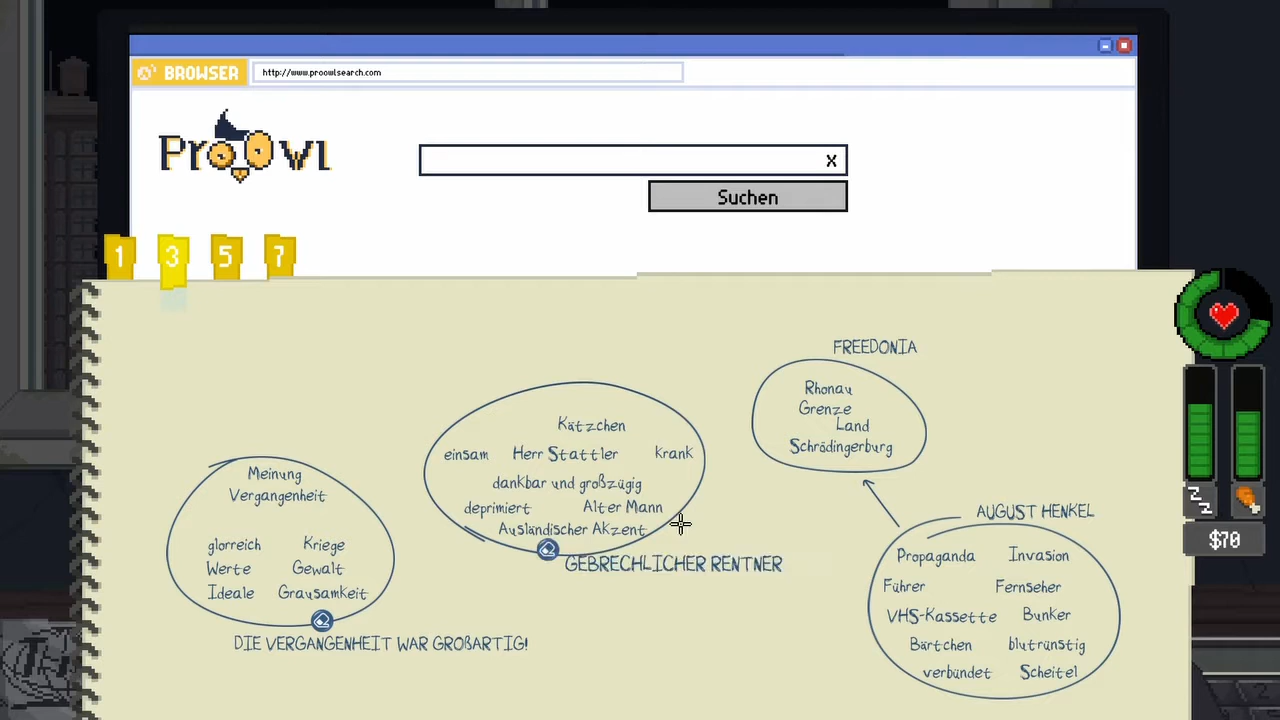 BROWSER
http://www.proowlsearch.com
PrOOwl
X
Suchen
1 3 5 7
FREEDONIA
Rhonau
Grenze
Land
Schrödingerburg
Kätzchen
einsam Herr Stattler krank
dankbar und großzügig
deprimiert Alter Mann
Ausländischer Akzent
GEBRECHLICHER RENTNER
Meinung
Vergangenheit
glorreich Kriege
Werte Gewalt
Ideale Grausamkeit
DIE VERGANGENHEIT WAR GROßARTIG!
AUGUST HENKEL
Propaganda Invasion
Führer Fernseher
VHS-Kassette Bunker
Bärtchen blutrünstig
verbündet Scheitel
ZZZ
$70